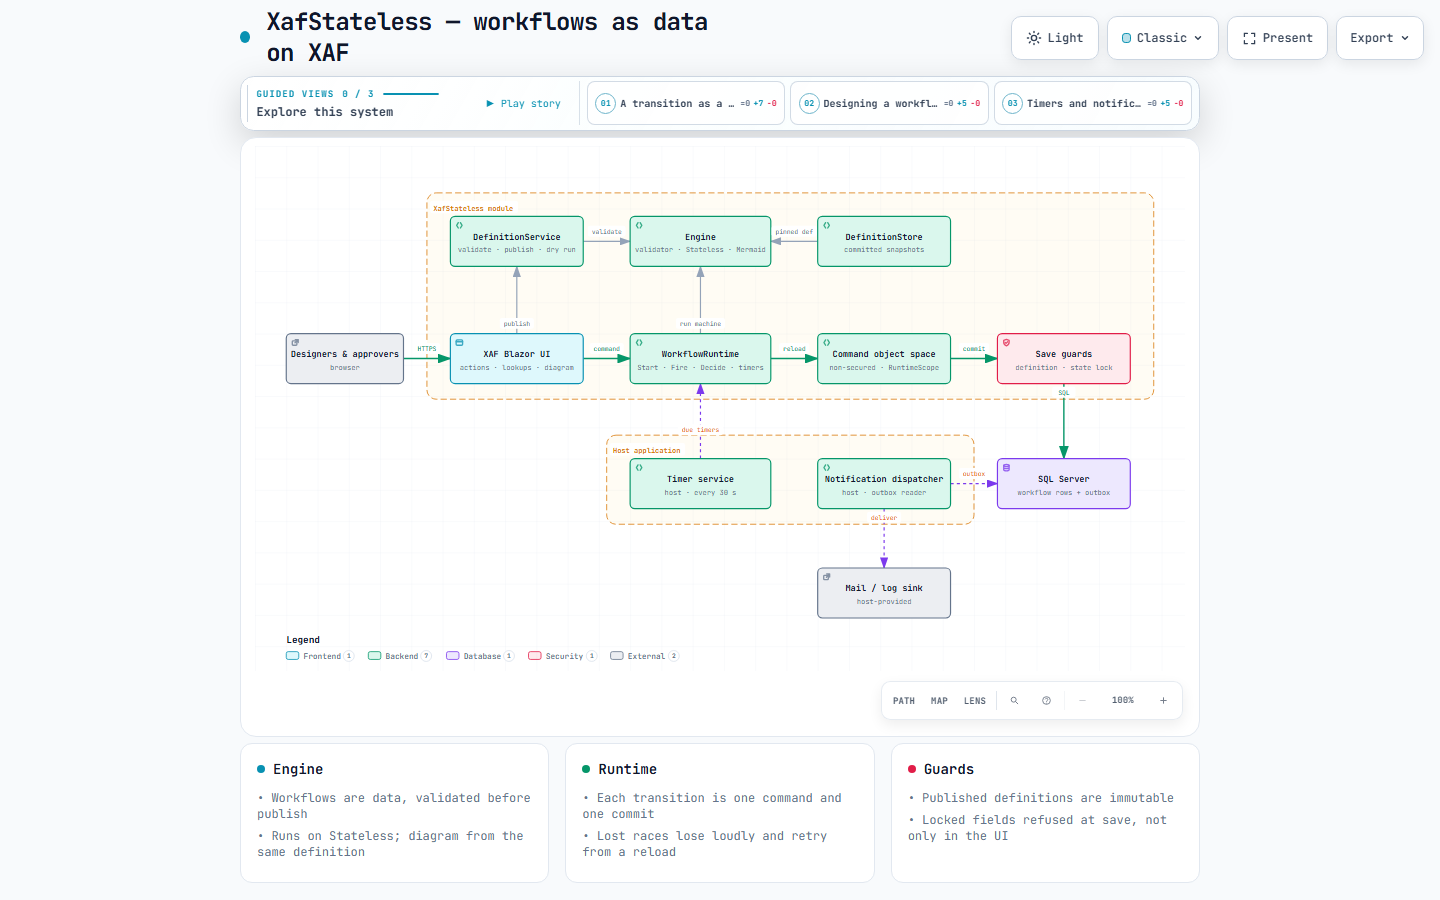 XafStateless — workflows as data
on XAF
Light
Classic
Present
Export
GUIDED VIEWS 0 / 3
Explore this system
Play story
01 A transition as a … =0 +7 -0
02 Designing a workfl… =0 +5 -0
03 Timers and notific… =0 +5 -0
XafStateless module
DefinitionService
validate · publish · dry run
validate
Engine
validator · Stateless · Mermaid
pinned def
DefinitionStore
committed snapshots
publish
run machine
Designers & approvers
browser
HTTPS
XAF Blazor UI
actions · lookups · diagram
command
WorkflowRuntime
Start · Fire · Decide · timers
reload
Command object space
non-secured · RuntimeScope
commit
Save guards
definition · state lock
SQL
due timers
Host application
Timer service
host · every 30 s
Notification dispatcher
host · outbox reader
outbox
SQL Server
workflow rows + outbox
deliver
Mail / log sink
host-provided
Legend
Frontend 1
Backend 7
Database 1
Security 1
External 2
PATH
MAP
LENS
100%
Engine
• Workflows are data, validated before
publish
• Runs on Stateless; diagram from the
same definition
Runtime
• Each transition is one command and
one commit
• Lost races lose loudly and retry
from a reload
Guards
• Published definitions are immutable
• Locked fields refused at save, not
only in the UI